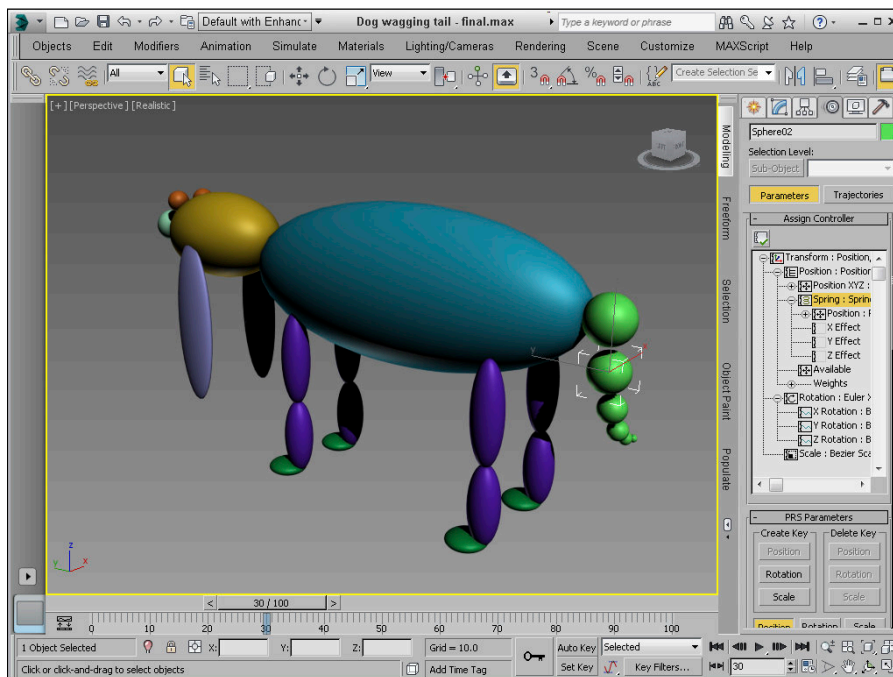 Default with Enhanc
Dog wagging tail - final.max
Type a keyword or phrase
Objects Edit Modifiers Animation Simulate Materials Lighting/Cameras Rendering Scene Customize MAXScript Help
All
View
3
%
ABC
Create Selection Se
[+][Perspective][Realistic]
Modeling
Freeform
Selection
Object Paint
Populate
Sphere02
Selection Level:
Sub-Object
Parameters Trajectories
- Assign Controller
Transform : Position,
Position : Position
Position XYZ :
Spring : Sprin
Position : P
X Effect
Y Effect
Z Effect
Available
Weights
Rotation : Euler X
X Rotation : B
Y Rotation : B
Z Rotation : B
Scale : Bezier Sca
- PRS Parameters
Create Key Delete Key
Position Position
Rotation Rotation
Scale Scale
Position Rotation Scale
y x
z
y x
< 30 / 100 >
0 10 20 30 40 50 60 70 80 90 100
1 Object Selected X: Y: Z: Grid = 10.0 Auto Key Selected
Click or click-and-drag to select objects Add Time Tag Set Key Key Filters... 30